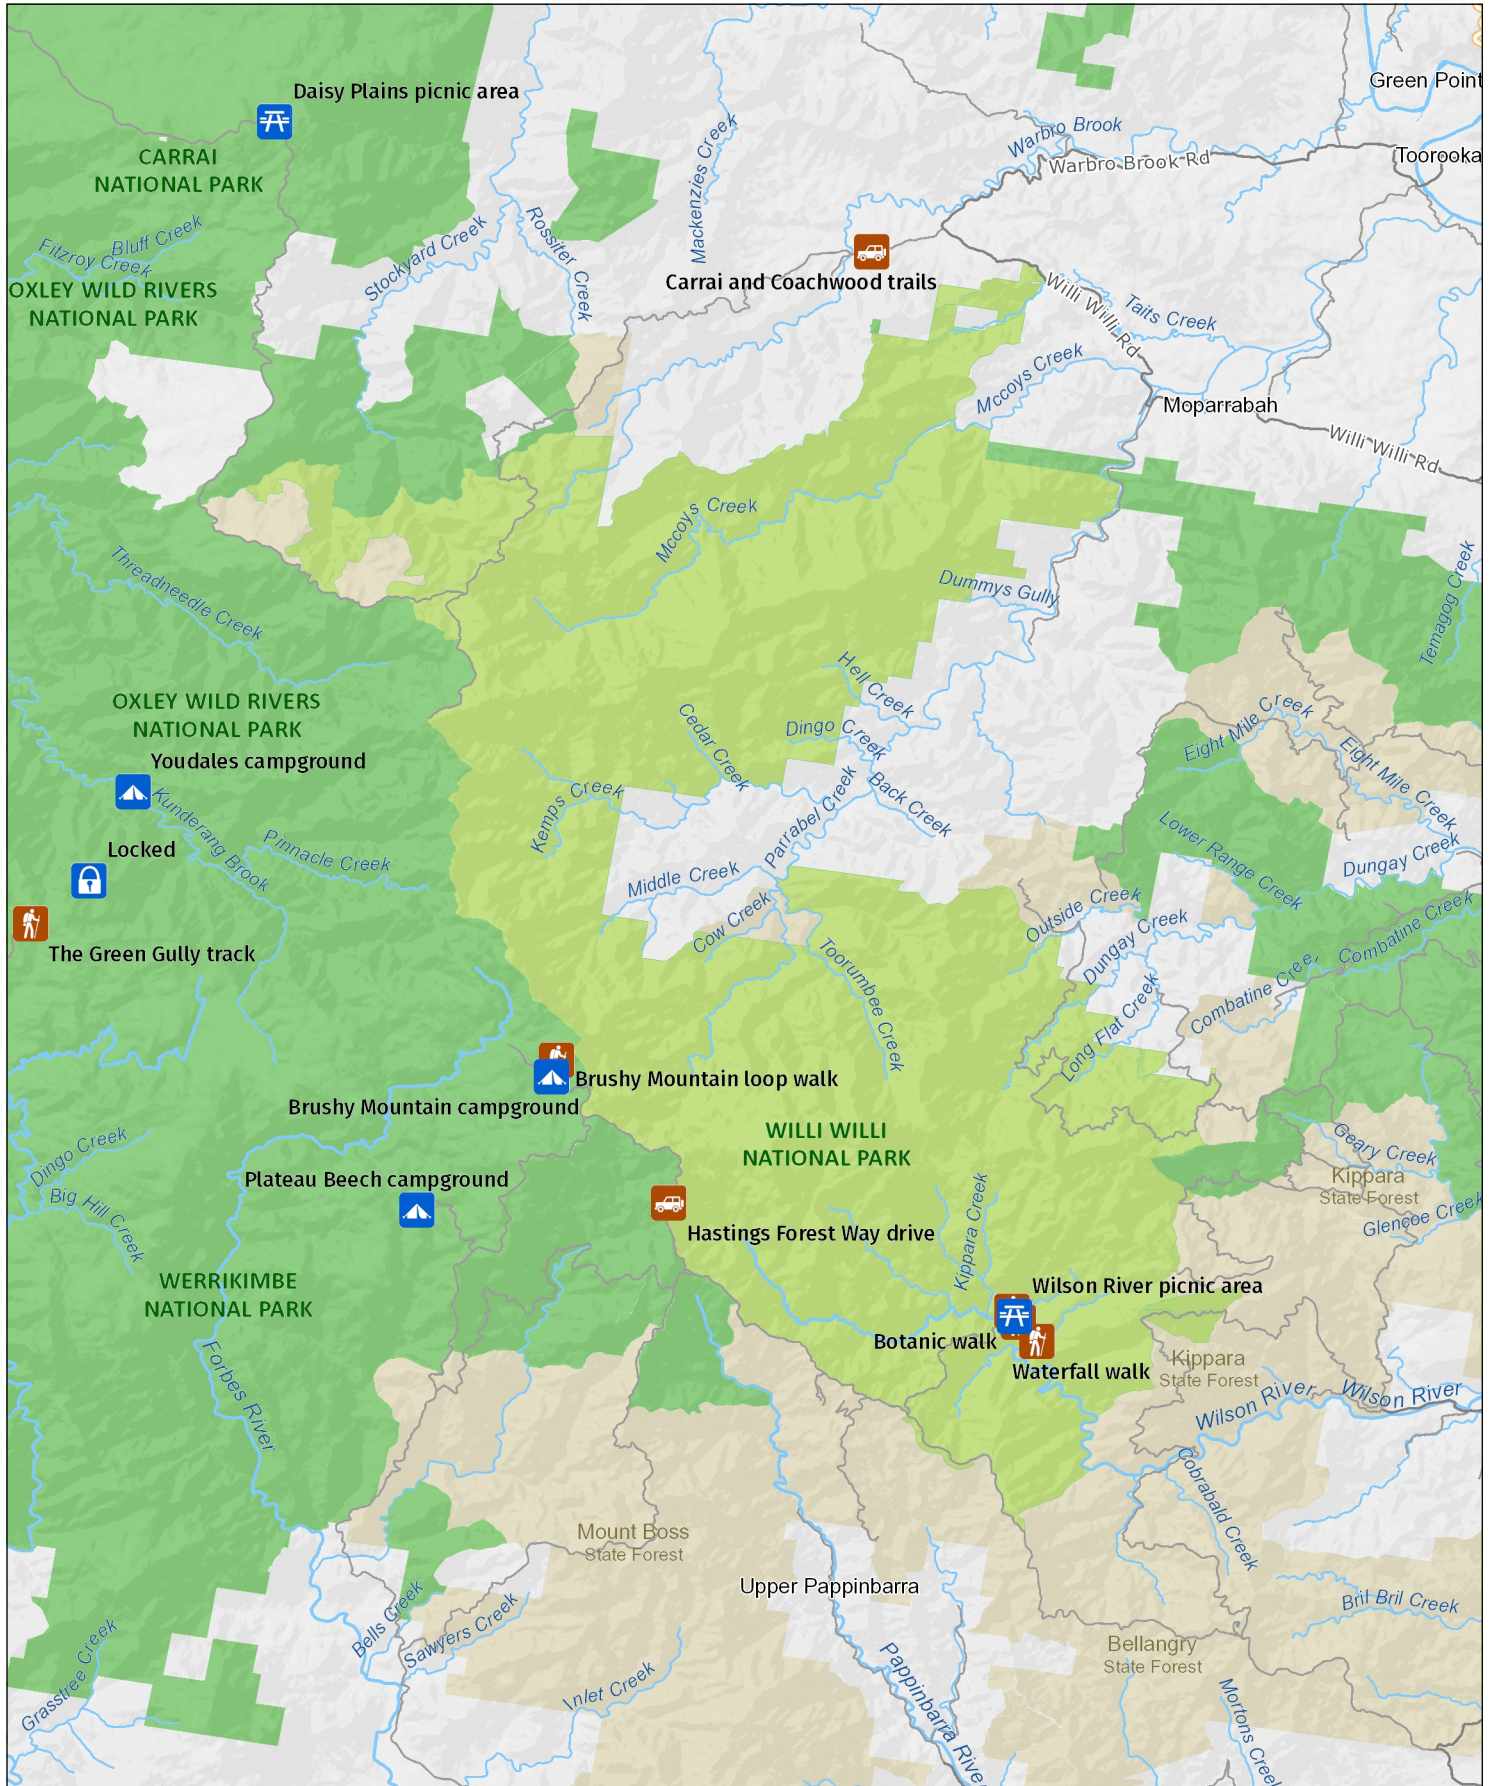 Green Point
Daisy Plains picnic area
Mackenzies Creek
Warbro Brook
Warbro Brook Rd
Toorooka
CARRAI
NATIONAL PARK
Bluff Creek
Fitzroy Creek
Stockyard Creek
Rossiter Creek
OXLEY WILD RIVERS
NATIONAL PARK
Carrai and Coachwood trails
Willi Willi Rd
Taits Creek
Mccoys Creek
Moparrabah
Willi Willi Rd
Mccoys Creek
Threadneedle Creek
Dummys Gully
Temagog Creek
Hell Creek
OXLEY WILD RIVERS
NATIONAL PARK
Cedar Creek
Dingo Creek
Eight Mile Creek
Eight Mile Creek
Youdales campground
Kunderang Brook
Kemps Creek
Parrabel Creek
Back Creek
Locked
Pinnacle Creek
Lower Range Creek
Dungay Creek
Middle Creek
The Green Gully track
Cow Creek
Toorumbee Creek
Outside Creek
Dungay Creek
Combatine Creek
Combatine Cree
Long Flat Creek
Brushy Mountain loop walk
Brushy Mountain campground
WILLI WILLI
NATIONAL PARK
Dingo Creek
Big Hill Creek
Plateau Beech campground
Geary Creek
Kippara
State Forest
Glencoe Creek
Hastings Forest Way drive
Kippara Creek
WERRIKIMBE
NATIONAL PARK
Wilson River picnic area
Botanic walk
Waterfall walk
Kippara
State Forest
Forbes River
Wilson River
Wilson River
Cobrabald Creek
Mount Boss
State Forest
Upper Pappinbarra
Bril Bril Creek
Bells Creek
Sawyers Creek
Grasstree Creek
Inlet Creek
Pappinbarra Rive
Bellangry
State Forest
Mortons Creek